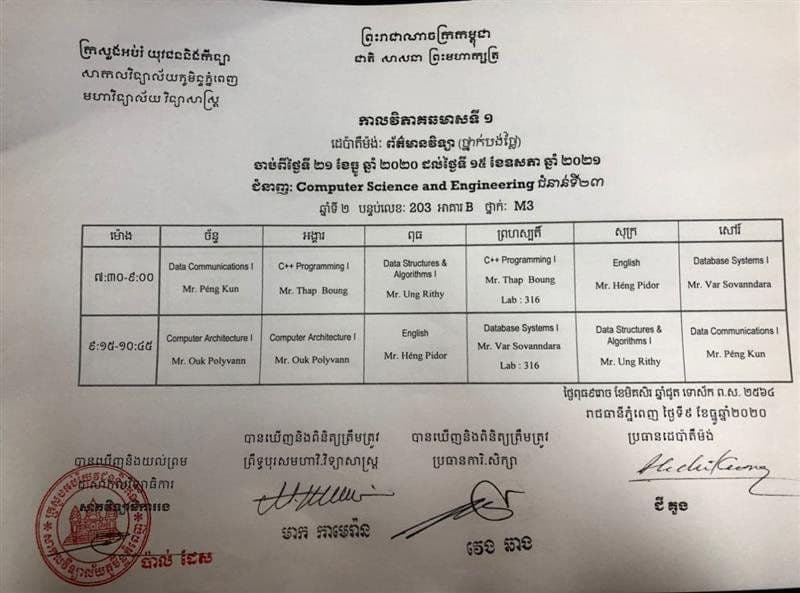 ព្រះរាជាណាចក្រកម្ពុជា
ជាតិ សាសនា ព្រះមហាក្សត្រ
ក្រសួងអប់រំ យុវជននិងកីឡា
សាកលវិទ្យាល័យភូមិន្ទភ្នំពេញ
មហាវិទ្យាល័យ វិទ្យាសាស្ត្រ
កាលវិភាគឆមាសទី ១
ដេប៉ាតឺម៉ង់: ព័ត៌មានវិទ្យា (ថ្នាក់បង់ថ្លៃ)
ចាប់ពីថ្ងៃទី ២១ ខែធ្នូ ឆ្នាំ ២០២០ ដល់ថ្ងៃទី ១៥ ខែឧសភា ឆ្នាំ ២០២១
ជំនាញ: Computer Science and Engineering ជំនាន់ទី២៣
ឆ្នាំទី ២ បន្ទប់លេខ: 203 អាគារ B ថ្នាក់: M3
ម៉ោង ច័ន្ទ អង្គារ ពុធ ព្រហស្បតិ៍ សុក្រ សៅរ៍
៧:៣០-៩:០០
Data Communications I
Mr. Péng Kun
C++ Programming I
Mr. Thap Boung
Data Structures &
Algorithms I
Mr. Ung Rithy
C++ Programming I
Mr. Thap Boung
Lab : 316
English
Mr. Héng Pidor
Database Systems I
Mr. Var Sovanndara
៩:១៥-១០:៤៥
Computer Architecture I
Mr. Ouk Polyvann
Computer Architecture I
Mr. Ouk Polyvann
English
Mr. Héng Pidor
Database Systems I
Mr. Var Sovanndara
Lab : 316
Data Structures &
Algorithms I
Mr. Ung Rithy
Data Communications I
Mr. Péng Kun
ថ្ងៃពុធ៩រោច ខែមិគសិរ ឆ្នាំជូត ទោស័ក ព.ស. ២៥៦៤
រាជធានីភ្នំពេញ ថ្ងៃទី៩ ខែធ្នូឆ្នាំ២០២០
បានឃើញនិងយល់ព្រម
សាកលវិទ្យាធិការ
ប៉ាល់ ដែស
បានឃើញនិងពិនិត្យត្រឹមត្រូវ
ព្រឹទ្ធបុរសមហាវិ.វិទ្យាសាស្ត្រ
មាក កាមេរ៉ាន
បានឃើញនិងពិនិត្យត្រឹមត្រូវ
ប្រធានការិ.សិក្សា
វេង ឆាង
ប្រធានដេប៉ាតឺម៉ង់
ជី គួង